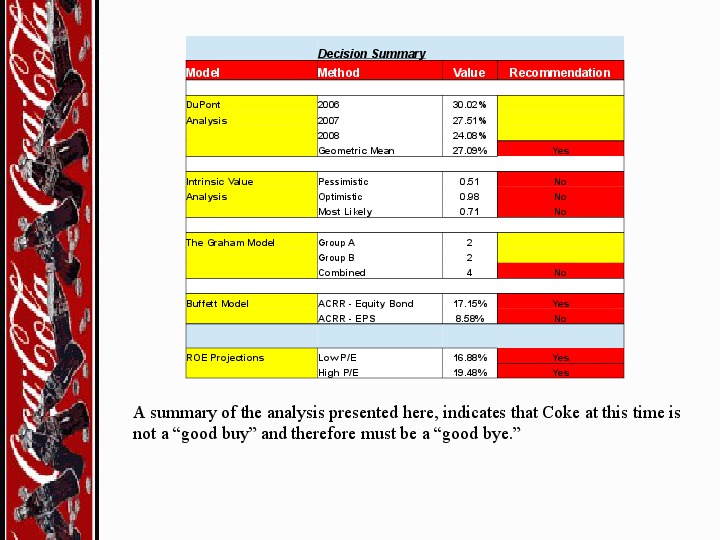 Coca-Cola
Coca-Cola
Decision Summary
Model Method Value Recommendation
DuPont 2006 30.02%
Analysis 2007 27.51%
2008 24.08%
Geometric Mean 27.09% Yes
Intrinsic Value Pessimistic 0.51 No
Analysis Optimistic 0.98 No
Most Likely 0.71 No
The Graham Model Group A 2
Group B 2
Combined 4 No
Buffett Model ACRR - Equity Bond 17.15% Yes
ACRR - EPS 8.58% No
ROE Projections Low P/E 16.88% Yes
High P/E 19.48% Yes
A summary of the analysis presented here, indicates that Coke at this time is
not a “good buy” and therefore must be a “good bye.”